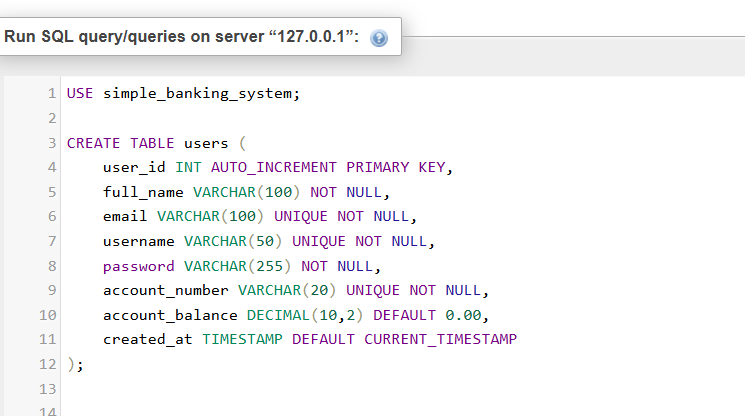 Run SQL query/queries on server “127.0.0.1”:
1 USE simple_banking_system;
2
3 CREATE TABLE users (
4     user_id INT AUTO_INCREMENT PRIMARY KEY,
5     full_name VARCHAR(100) NOT NULL,
6     email VARCHAR(100) UNIQUE NOT NULL,
7     username VARCHAR(50) UNIQUE NOT NULL,
8     password VARCHAR(255) NOT NULL,
9     account_number VARCHAR(20) UNIQUE NOT NULL,
10     account_balance DECIMAL(10,2) DEFAULT 0.00,
11     created_at TIMESTAMP DEFAULT CURRENT_TIMESTAMP
12 );
13
14